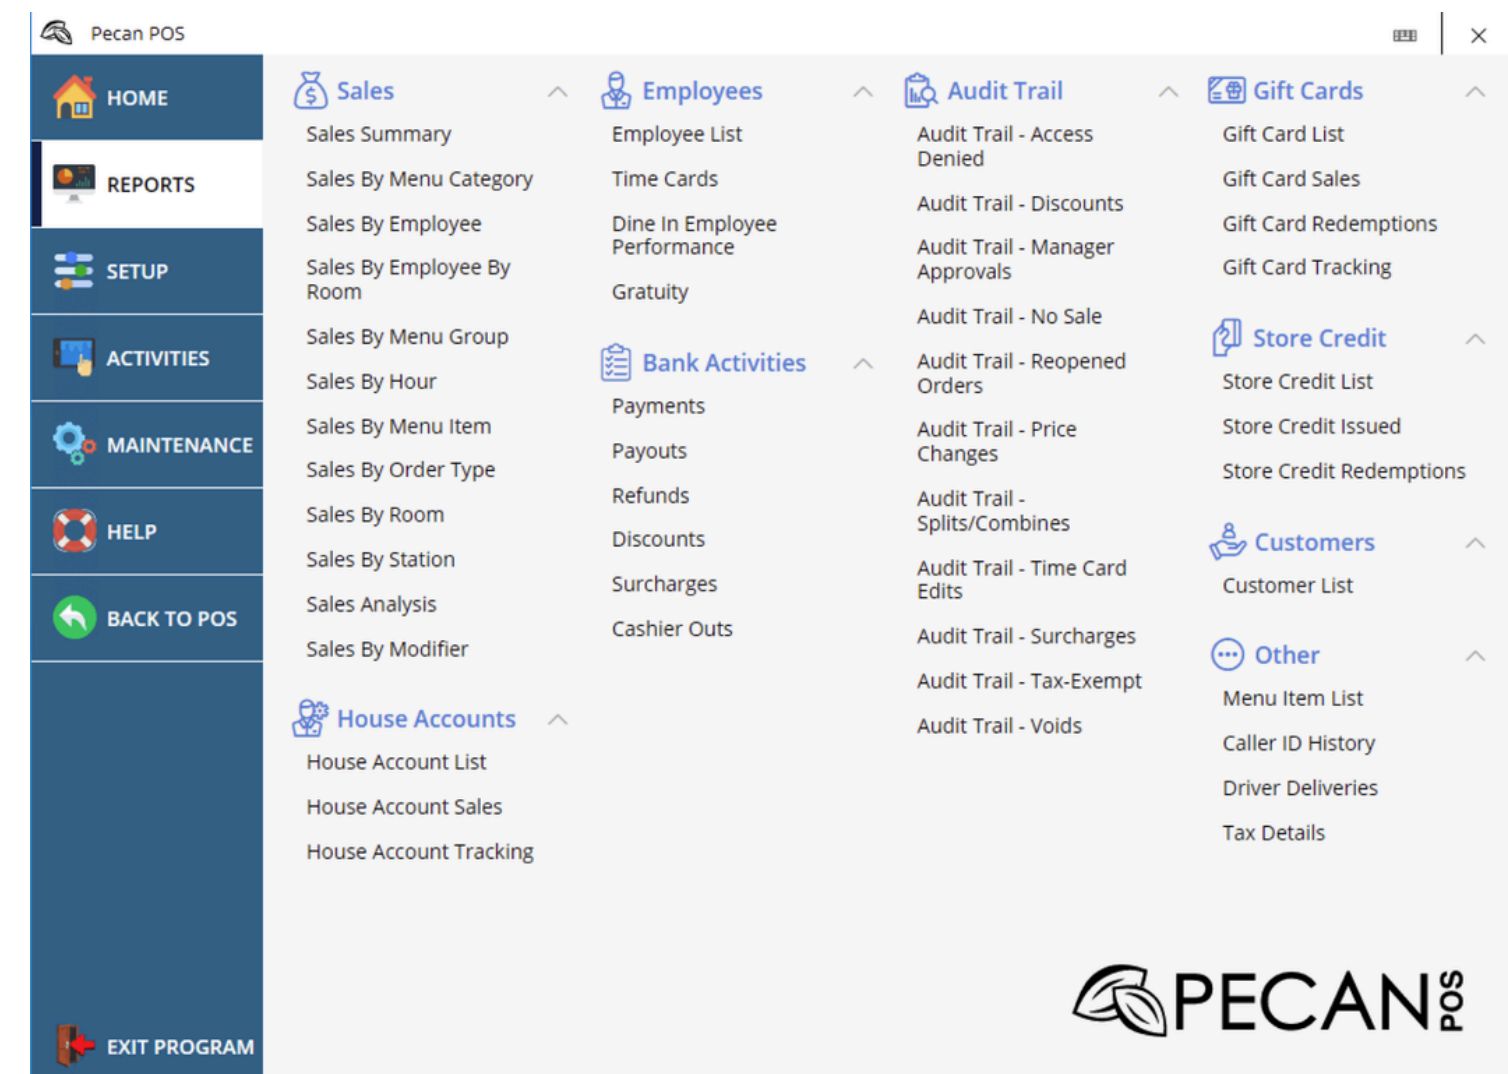 Pecan POS
HOME
REPORTS
SETUP
ACTIVITIES
MAINTENANCE
HELP
BACK TO POS
EXIT PROGRAM
Sales
Sales Summary
Sales By Menu Category
Sales By Employee
Sales By Employee By
Room
Sales By Menu Group
Sales By Hour
Sales By Menu Item
Sales By Order Type
Sales By Room
Sales By Station
Sales Analysis
Sales By Modifier
House Accounts
House Account List
House Account Sales
House Account Tracking
Employees
Employee List
Time Cards
Dine In Employee
Performance
Gratuity
Bank Activities
Payments
Payouts
Refunds
Discounts
Surcharges
Cashier Outs
Audit Trail
Audit Trail - Access
Denied
Audit Trail - Discounts
Audit Trail - Manager
Approvals
Audit Trail - No Sale
Audit Trail - Reopened
Orders
Audit Trail - Price
Changes
Audit Trail -
Splits/Combines
Audit Trail - Time Card
Edits
Audit Trail - Surcharges
Audit Trail - Tax-Exempt
Audit Trail - Voids
Gift Cards
Gift Card List
Gift Card Sales
Gift Card Redemptions
Gift Card Tracking
Store Credit
Store Credit List
Store Credit Issued
Store Credit Redemptions
Customers
Customer List
Other
Menu Item List
Caller ID History
Driver Deliveries
Tax Details
PECAN POS